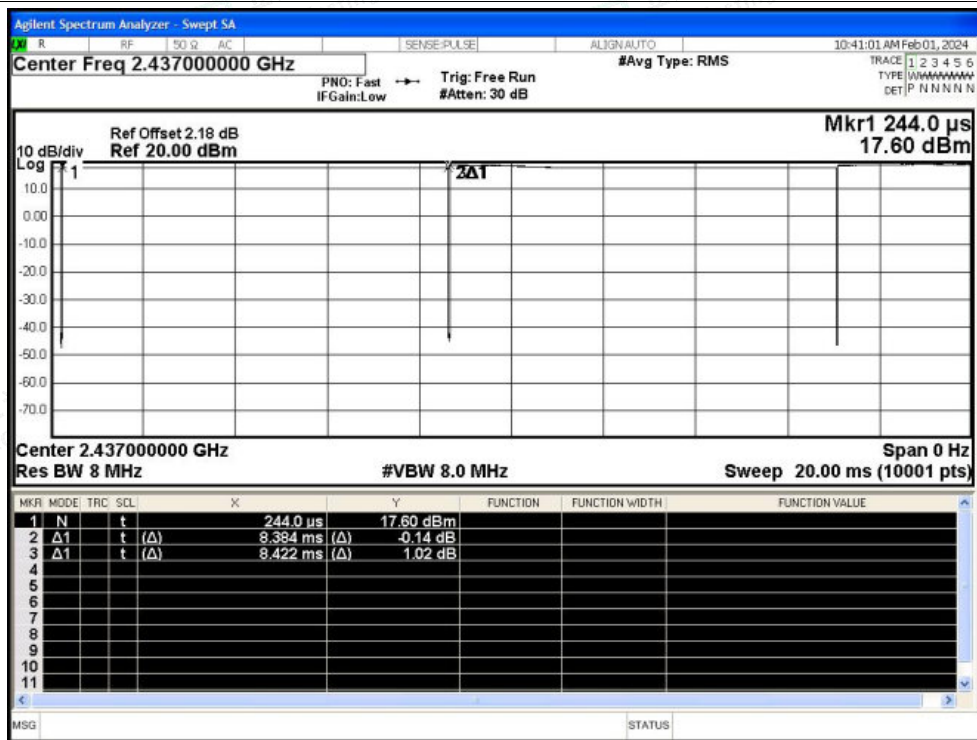 Agilent Spectrum Analyzer - Swept SA
LXI R RF 50 Ω AC SENSE:PULSE ALIGNAUTO 10:41:01 AM Feb 01, 2024
Center Freq 2.437000000 GHz #Avg Type: RMS TRACE 1 2 3 4 5 6
PNO: Fast Trig: Free Run TYPE
IFGain:Low #Atten: 30 dB DET P N N N N N
Mkr1 244.0 µs
Ref Offset 2.18 dB
10 dB/div Ref 20.00 dBm 17.60 dBm
Log
1 2 3Δ1
10.0
0.00
-10.0
-20.0
-30.0
-40.0
-50.0
-60.0
-70.0
Center 2.437000000 GHz Span 0 Hz
Res BW 8 MHz #VBW 8.0 MHz Sweep 20.00 ms (10001 pts)
MKR MODE TRC SCL X Y FUNCTION FUNCTION WIDTH FUNCTION VALUE
1 N t 244.0 µs 17.60 dBm
2 Δ1 t (Δ) 8.384 ms (Δ) -0.14 dB
3 Δ1 t (Δ) 8.422 ms (Δ) 1.02 dB
4
5
6
7
8
9
10
11
MSG STATUS